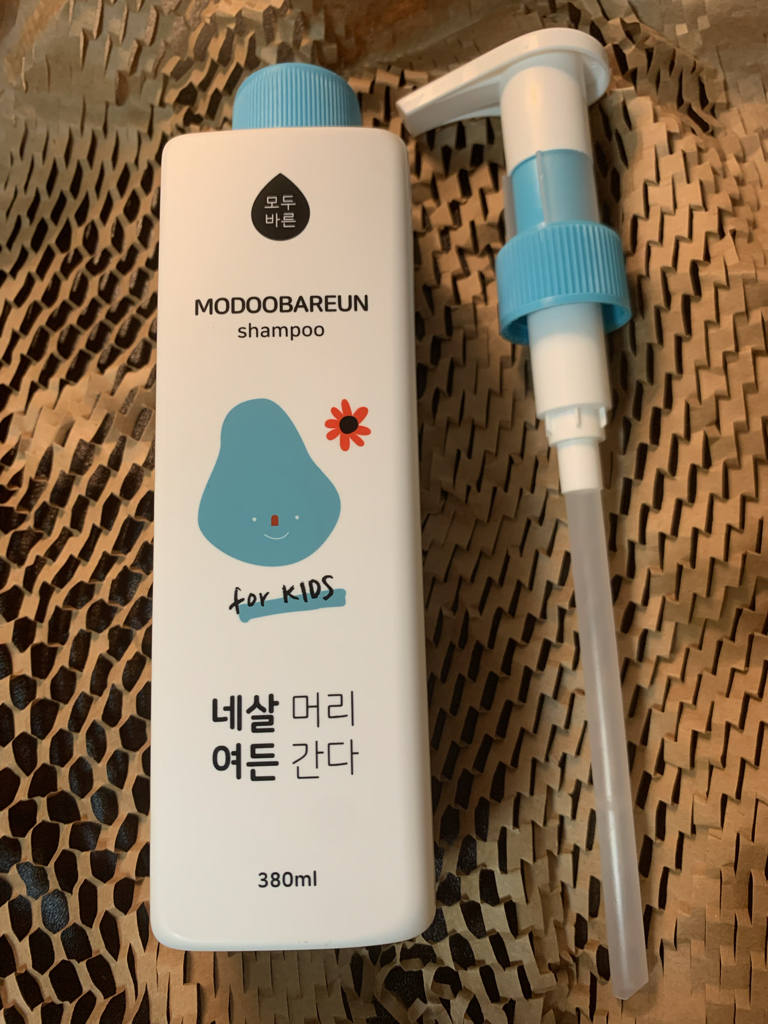 모두
바른
MODOOBAREUN
shampoo
for KIDS
네살 머리
여든 간다
380ml